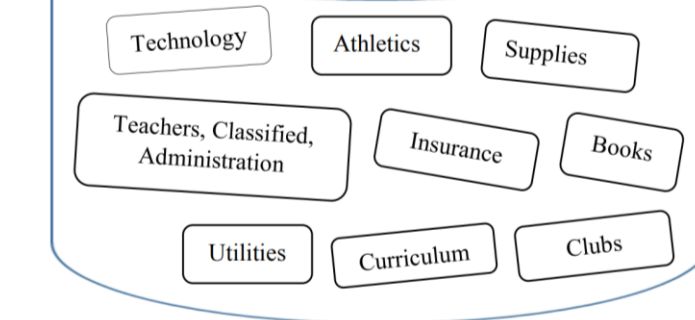 Technology
Athletics
Supplies
Teachers, Classified,
Administration
Insurance
Books
Utilities
Curriculum
Clubs